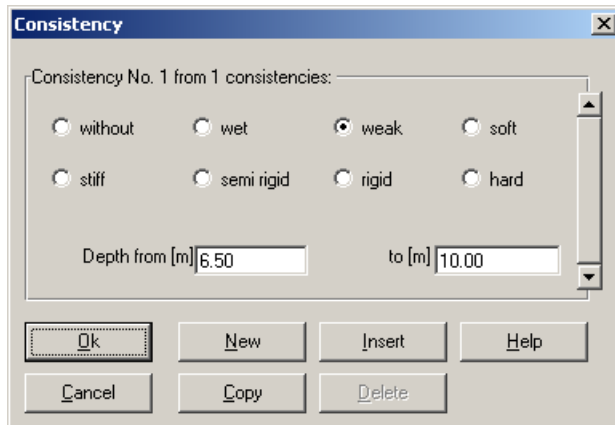 Consistency
Consistency No. 1 from 1 consistencies:
without wet weak soft
stiff semi rigid rigid hard
Depth from [m] 6.50 to [m] 10.00
Ok New Insert Help
Cancel Copy Delete